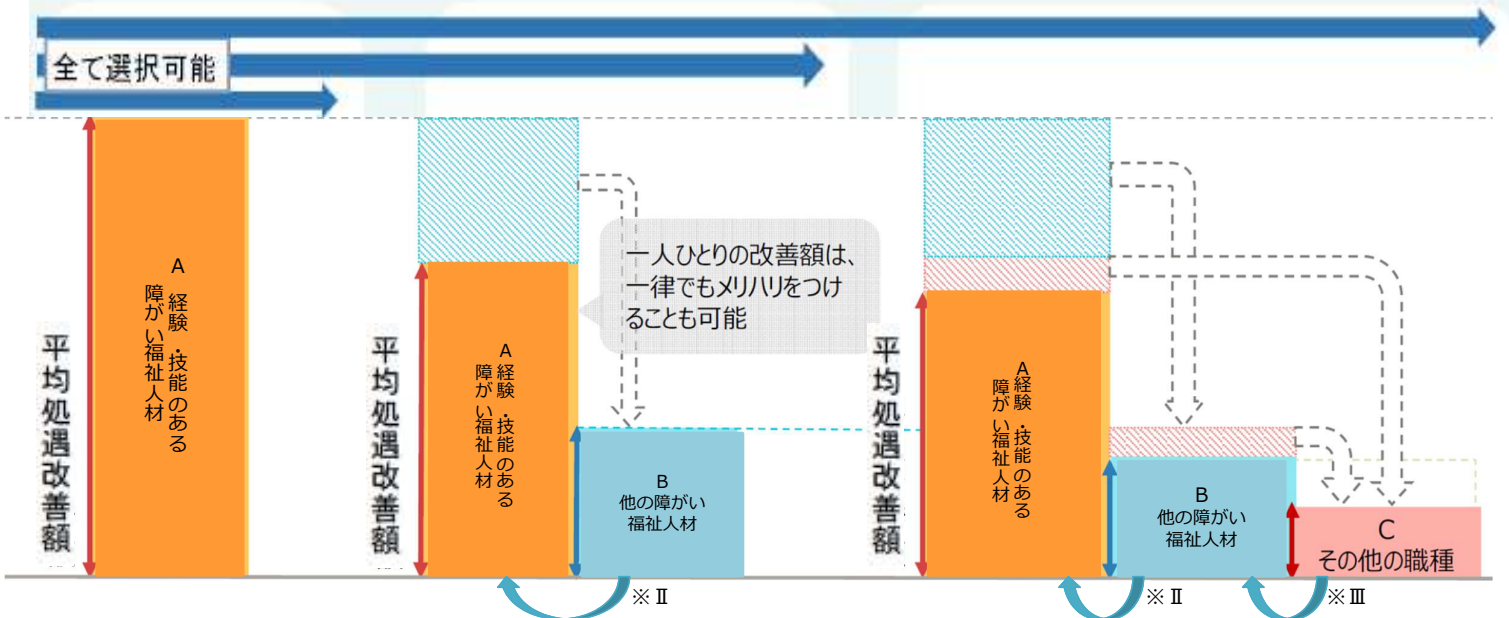 全て選択可能
平均処遇改善額
A 経験・技能のある
障がい福祉人材
平均処遇改善額
A 経験・技能のある
障がい福祉人材
一人ひとりの改善額は、
一律でもメリハリをつけ
ることも可能
B
他の障がい
福祉人材
※Ⅱ
平均処遇改善額
A経験・技能のある
障がい福祉人材
B
他の障がい
福祉人材
※Ⅱ
C
その他の職種
※Ⅲ